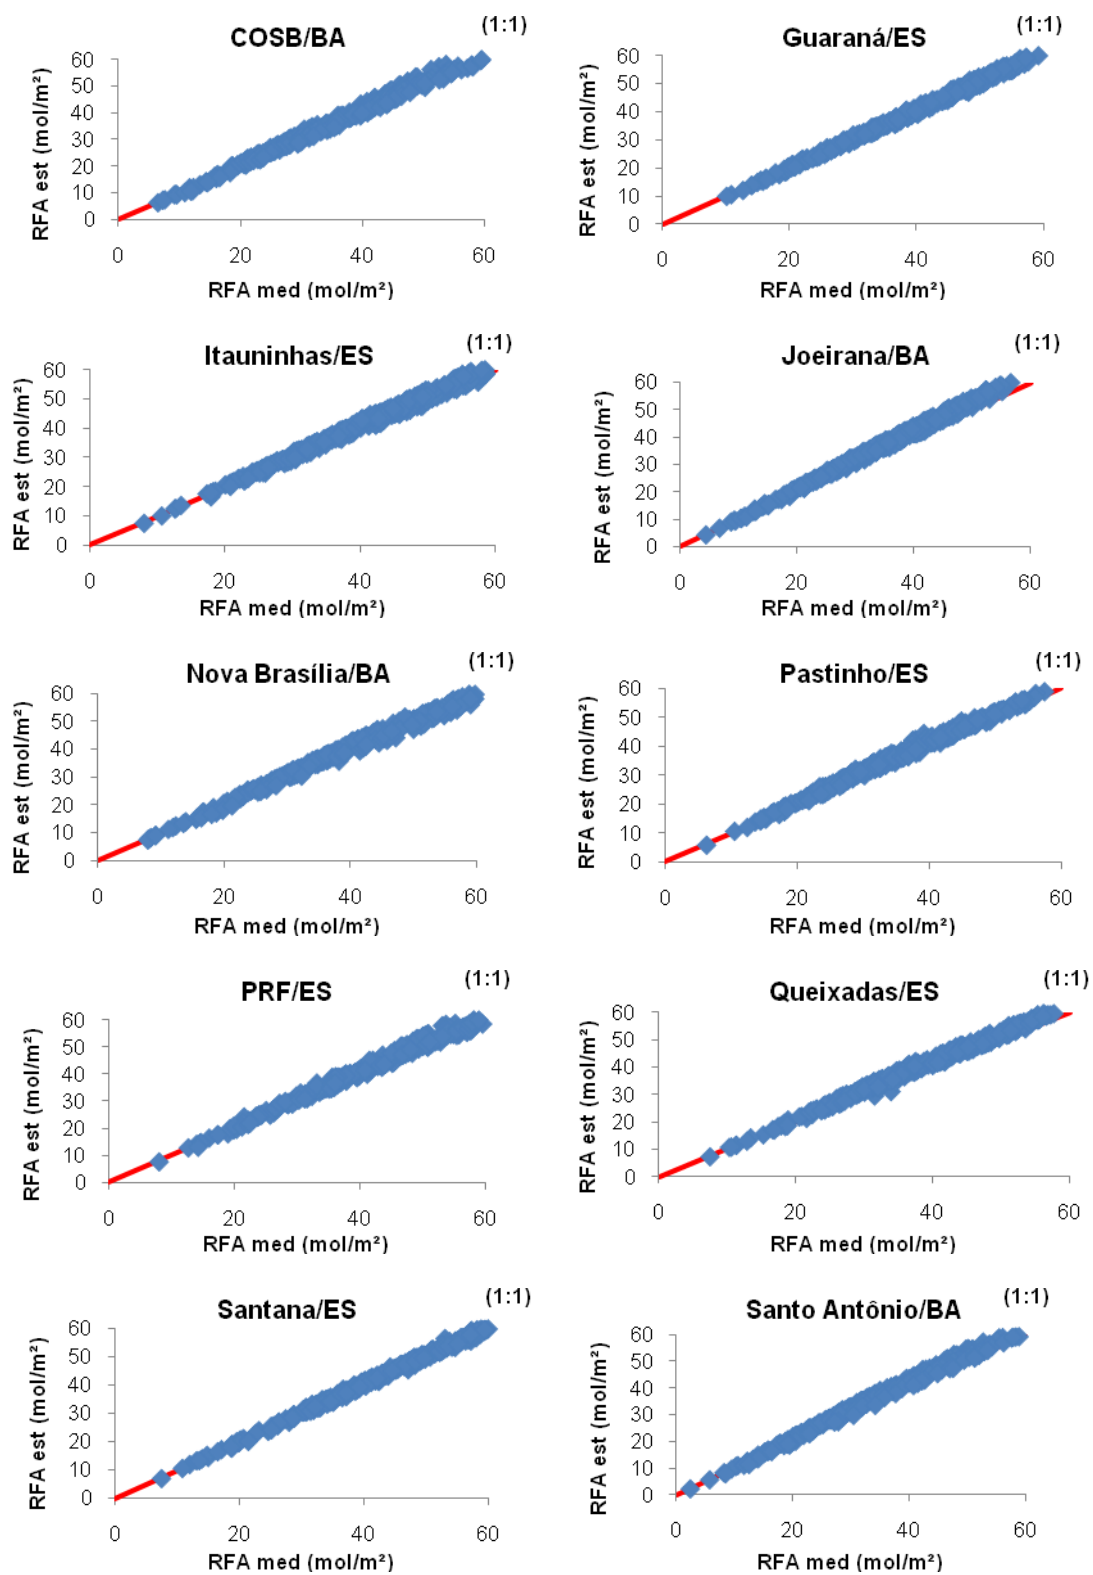 COSB/BA
(1:1)
RFA est (mol/m²)
60
50
40
30
20
10
0
0 20 40 60
RFA med (mol/m²)
Guaraná/ES
(1:1)
RFA est (mol/m²)
60
50
40
30
20
10
0
0 20 40 60
RFA med (mol/m²)
Itauninhas/ES
(1:1)
RFA est (mol/m²)
60
50
40
30
20
10
0
0 20 40 60
RFA med (mol/m²)
Joeirana/BA
(1:1)
RFA est (mol/m²)
60
50
40
30
20
10
0
0 20 40 60
RFA med (mol/m²)
Nova Brasília/BA
(1:1)
RFA est (mol/m²)
60
50
40
30
20
10
0
0 20 40 60
RFA med (mol/m²)
Pastinho/ES
(1:1)
RFA est (mol/m²)
60
50
40
30
20
10
0
0 20 40 60
RFA med (mol/m²)
PRF/ES
(1:1)
RFA est (mol/m²)
60
50
40
30
20
10
0
0 20 40 60
RFA med (mol/m²)
Queixadas/ES
(1:1)
RFA est (mol/m²)
60
50
40
30
20
10
0
0 20 40 60
RFA med (mol/m²)
Santana/ES
(1:1)
RFA est (mol/m²)
60
50
40
30
20
10
0
0 20 40 60
RFA med (mol/m²)
Santo Antônio/BA
(1:1)
RFA est (mol/m²)
60
50
40
30
20
10
0
0 20 40 60
RFA med (mol/m²)